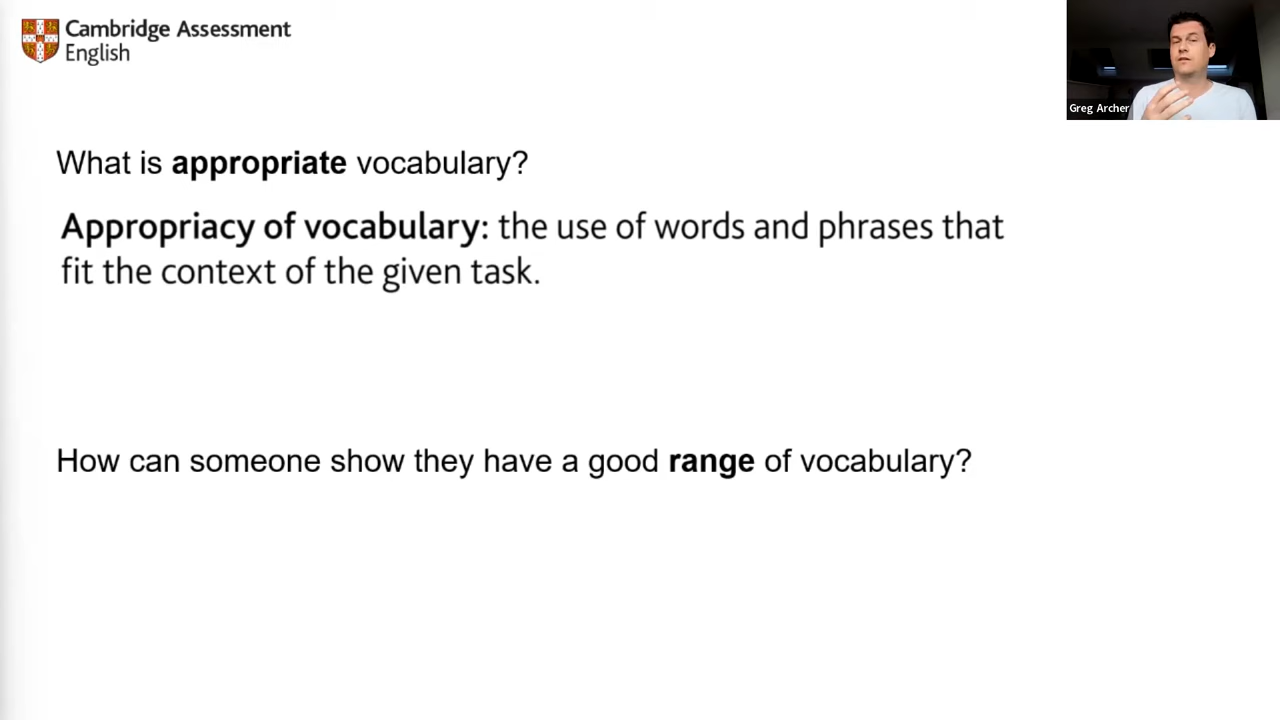 Cambridge Assessment
English
Greg Archer
What is appropriate vocabulary?
Appropriacy of vocabulary: the use of words and phrases that
fit the context of the given task.
How can someone show they have a good range of vocabulary?